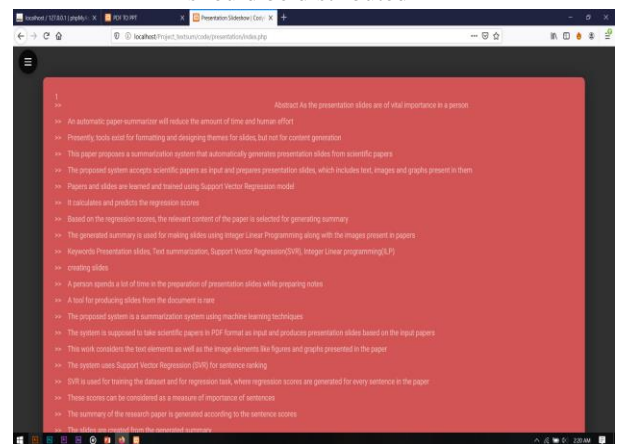 localhost / 127.0.0.1 | phpMyA
PDF TO PPT
Presentation Slideshow | Codyh
localhost/Project_textsum/code/presentation/index.php
1
>> Abstract As the presentation slides are of vital importance in a person
>> An automatic paper-summarizer will reduce the amount of time and human effort
>> Presently, tools exist for formatting and designing themes for slides, but not for content generation
>> This paper proposes a summarization system that automatically generates presentation slides from scientific papers
>> The proposed system accepts scientific papers as input and prepares presentation slides, which includes text, images and graphs present in them
>> Papers and slides are learned and trained using Support Vector Regression model
>> It calculates and predicts the regression scores
>> Based on the regression scores, the relevant content of the paper is selected for generating summary
>> The generated summary is used for making slides using Integer Linear Programming along with the images present in papers
>> Keywords Presentation slides, Text summarization, Support Vector Regression(SVR), Integer Linear programming(ILP)
>> creating slides
>> A person spends a lot of time in the preparation of presentation slides while preparing notes
>> A tool for producing slides from the document is rare
>> The proposed system is a summarization system using machine learning techniques
>> The system is supposed to take scientific papers in PDF format as input and produces presentation slides based on the input papers
>> This work considers the text elements as well as the image elements like figures and graphs presented in the paper
>> The system uses Support Vector Regression (SVR) for sentence ranking
>> SVR is used for training the dataset and for regression task, where regression scores are generated for every sentence in the paper
>> These scores can be considered as a measure of importance of sentences
>> The summary of the research paper is generated according to the sentence scores
>> The slides are created from the generated summary
2:20 AM